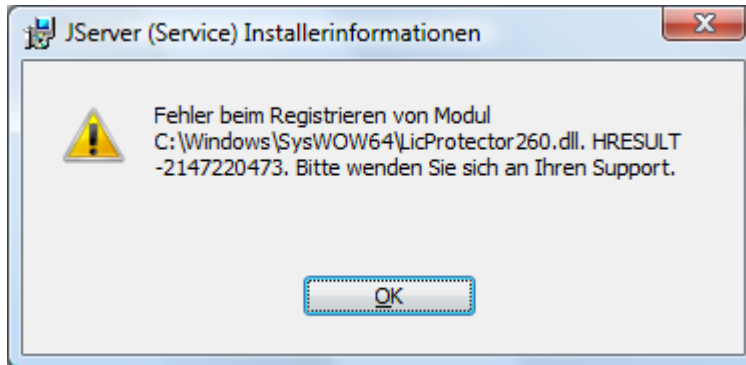 JServer (Service) Installerinformationen
Fehler beim Registrieren von Modul
C:\Windows\SysWOW64\LicProtector260.dll. HRESULT
-2147220473. Bitte wenden Sie sich an Ihren Support.
OK